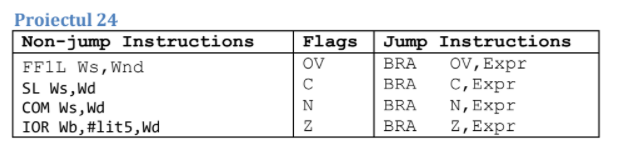 Proiectul 24
Non-jump Instructions Flags Jump Instructions
FF1L Ws,Wnd OV BRA OV,Expr
SL Ws,Wd C BRA C,Expr
COM Ws,Wd N BRA N,Expr
IOR Wb,#lit5,Wd Z BRA Z,Expr